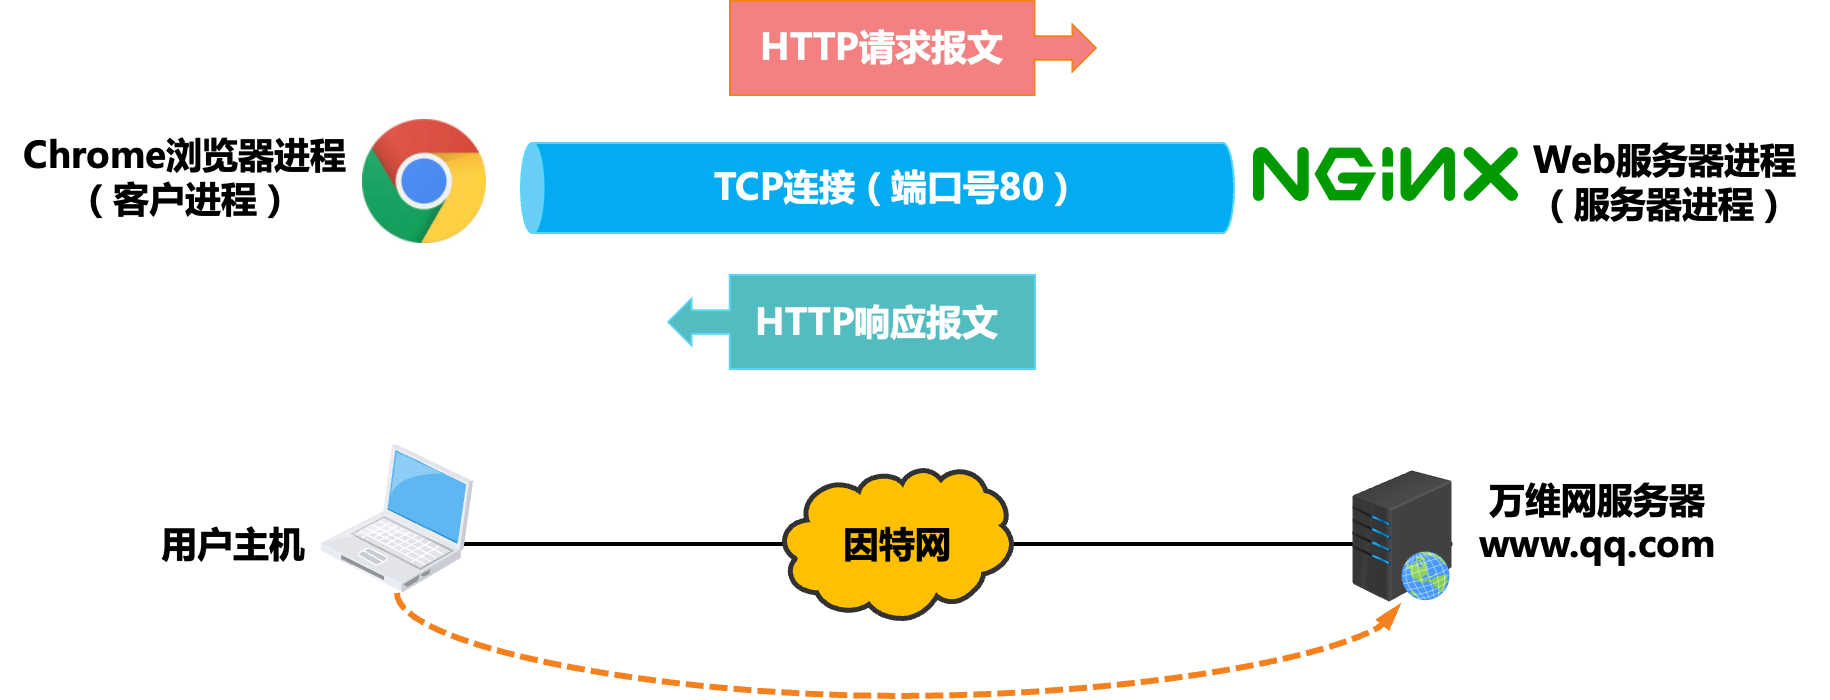 HTTP请求报文
Chrome浏览器进程
（客户进程）
TCP连接（端口号80）
NGINX
Web服务器进程
（服务器进程）
HTTP响应报文
用户主机
因特网
万维网服务器
www.qq.com